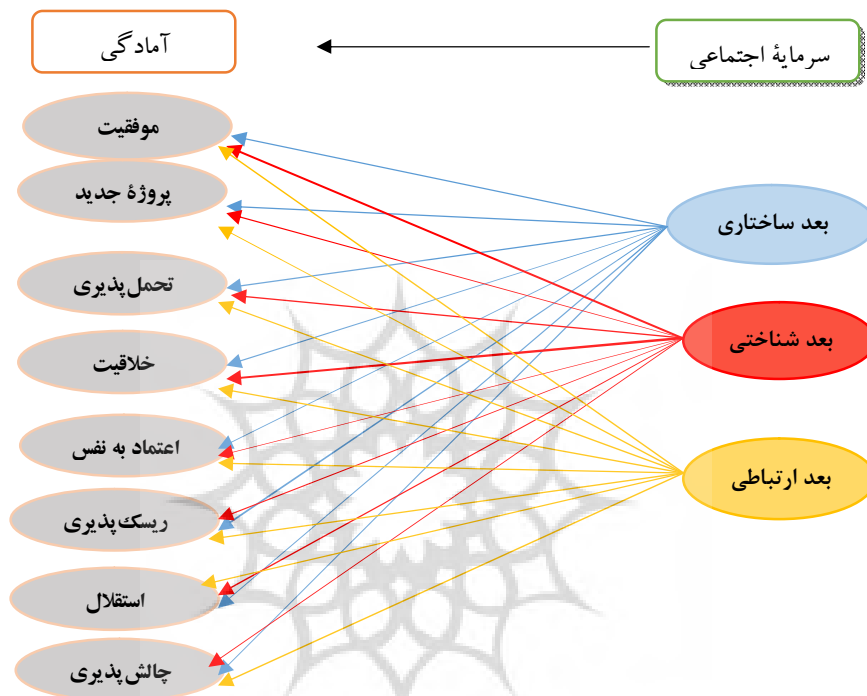 سرمایۀ اجتماعی
آمادگی
بعد ساختاری
بعد شناختی
بعد ارتباطی
موفقیت
پروژۀ جدید
تحمل‌پذیری
خلاقیت
اعتماد به نفس
ریسک‌پذیری
استقلال
چالش‌پذیری